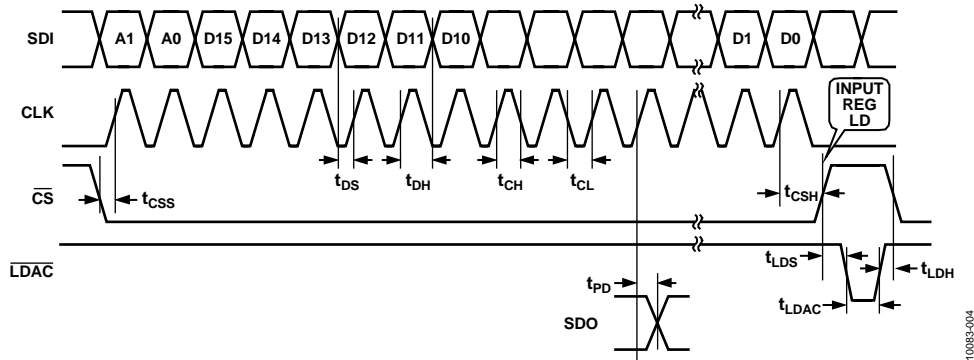 SDI A1 A0 D15 D14 D13 D12 D11 D10 D1 D0
INPUT
REG
LD
CLK
tDS tDH tCH tCL
CS tCSS tCSH
LDAC
tLDS tLDH
tPD
tLDAC
SDO
10083-004